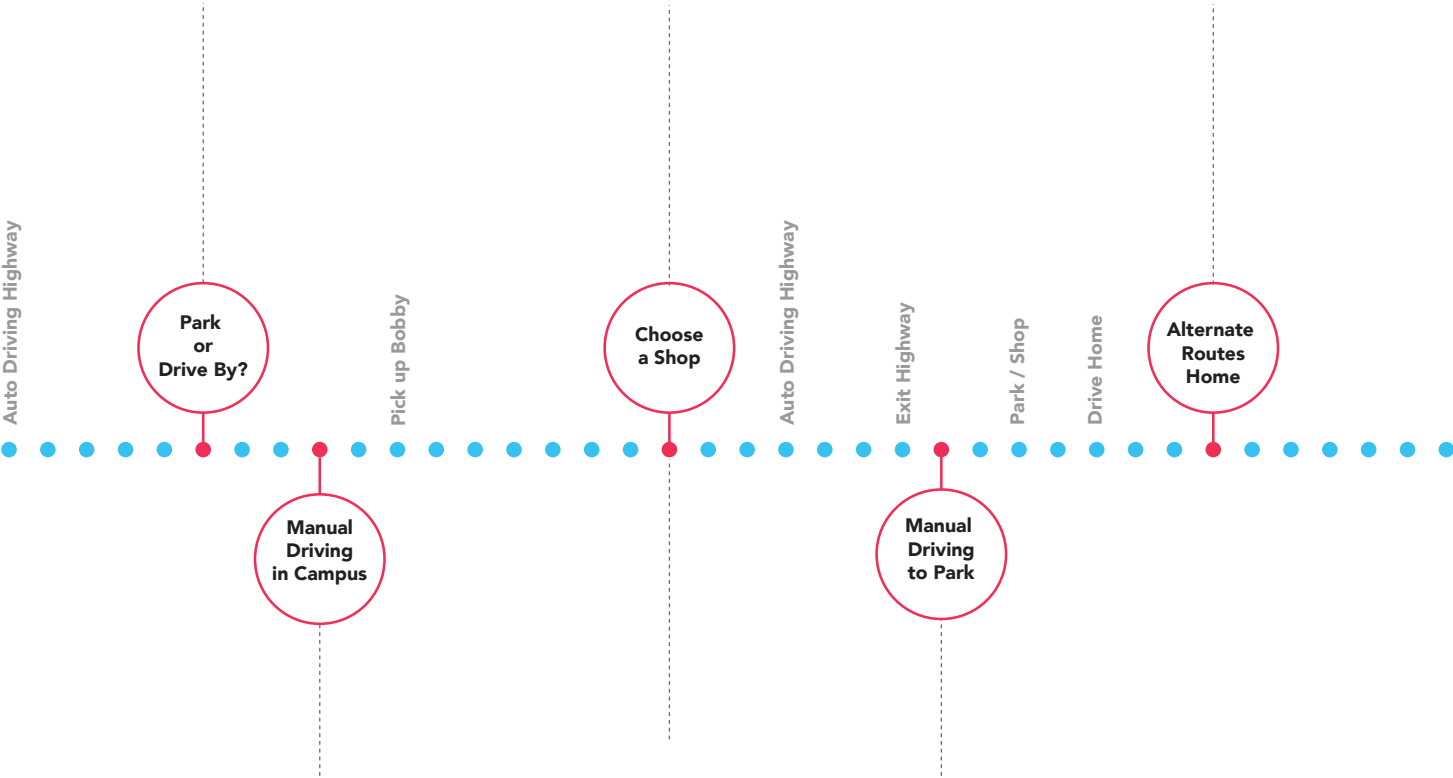 Auto Driving Highway
Park
or
Drive By?
Manual
Driving
in Campus
Pick up Bobby
Choose
a Shop
Auto Driving Highway
Exit Highway
Manual
Driving
to Park
Park / Shop
Drive Home
Alternate
Routes
Home